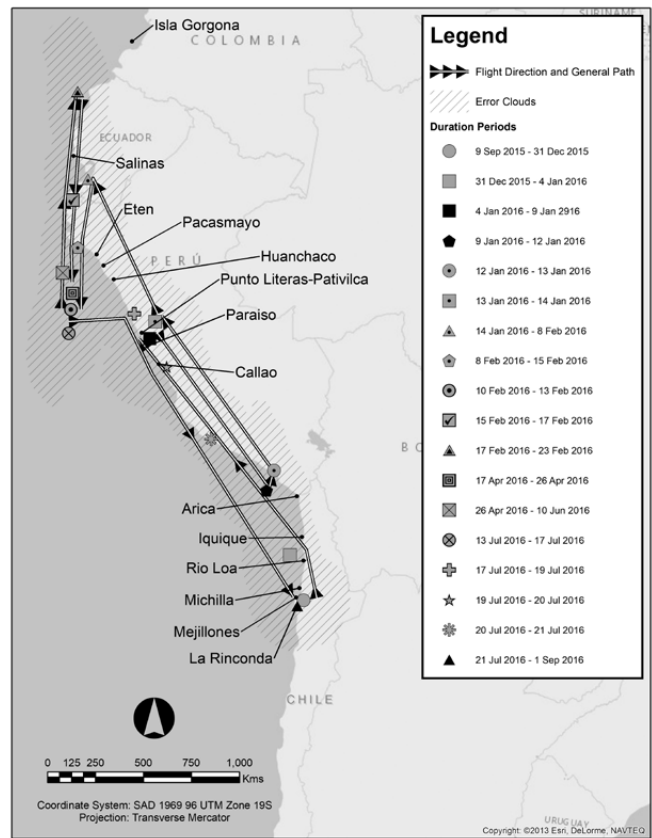 Isla Gorgona
COLOMBIA
ECUADOR
Salinas
Eten
Pacasmayo
PERÚ
Huanchaco
Punto Literas-Pativilca
Paraiso
Callao
BO
Arica
Iquique
Rio Loa
Michilla
Mejillones
La Rinconda
CHILE
0 125 250 500 750 1,000
Kms
Coordinate System: SAD 1969 96 UTM Zone 19S
Projection: Transverse Mercator
SURINAME
Legend
Flight Direction and General Path
Error Clouds
Duration Periods
9 Sep 2015 - 31 Dec 2015
31 Dec 2015 - 4 Jan 2016
4 Jan 2016 - 9 Jan 2916
9 Jan 2016 - 12 Jan 2016
12 Jan 2016 - 13 Jan 2016
13 Jan 2016 - 14 Jan 2016
14 Jan 2016 - 8 Feb 2016
8 Feb 2016 - 15 Feb 2016
10 Feb 2016 - 13 Feb 2016
15 Feb 2016 - 17 Feb 2016
17 Feb 2016 - 23 Feb 2016
17 Apr 2016 - 26 Apr 2016
26 Apr 2016 - 10 Jun 2016
13 Jul 2016 - 17 Jul 2016
17 Jul 2016 - 19 Jul 2016
19 Jul 2016 - 20 Jul 2016
20 Jul 2016 - 21 Jul 2016
21 Jul 2016 - 1 Sep 2016
URUGUAY
Copyright: ©2013 Esri, DeLorme, NAVTEQ